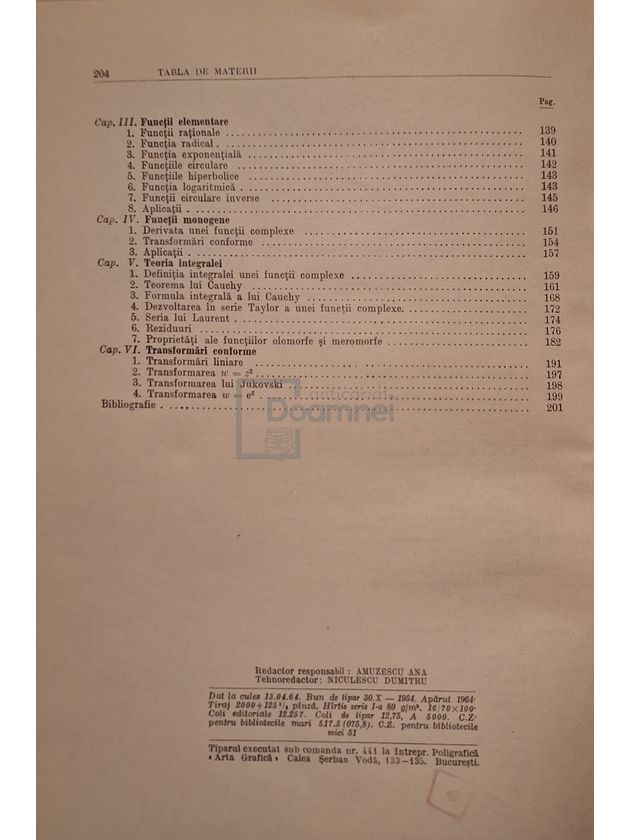 204 TABLA DE MATERII
Pag.
Cap. III. Funcții elementare
1. Funcții raționale . . . . . . . . 139
2. Funcția radical . . . . . . . . 140
3. Funcția exponențială . . . . . . . . 141
4. Funcțiile circulare . . . . . . . . 142
5. Funcțiile hiperbolice . . . . . . . . 143
6. Funcția logaritmică . . . . . . . . 143
7. Funcții circulare inverse . . . . . . . . 145
8. Aplicații . . . . . . . . 146
Cap. IV. Funcții monogene
1. Derivata unei funcții complexe . . . . . . . . 151
2. Transformări conforme . . . . . . . . 154
3. Aplicații . . . . . . . . 157
Cap. V. Teoria integralei
1. Definiția integralei unei funcții complexe . . . . . . . . 159
2. Teorema lui Cauchy . . . . . . . . 161
3. Formula integrală a lui Cauchy . . . . . . . . 168
4. Dezvoltarea în serie Taylor a unei funcții complexe. . . . . . . . 172
5. Seria lui Laurent . . . . . . . . 174
6. Reziduuri . . . . . . . . 176
7. Proprietăți ale funcțiilor olomorfe și meromorfe . . . . . . . . 182
Cap. VI. Transformări conforme
1. Transformări liniare . . . . . . . . 191
2. Transformarea w = z² . . . . . . . . 197
3. Transformarea lui Jukovski . . . . . . . . 198
4. Transformarea w = eᶻ . . . . . . . . 199
Bibliografie . . . . . . . . 201
anticariat
Doamnei
Redactor responsabil : AMUZESCU ANA
Tehnoredactor: NICULESCU DUMITRU
Dat la cules 13.04.64. Bun de tipar 30.X — 1964. Apărut 1964·
Tiraj 2000+125 ¹/₁ pînză. Hîrtie scris I-a 80 g/m². 16/70×100·
Coli editoriale 12.257. Coli de tipar 12,75, A 5000. C.Z·
pentru bibliotecile mari 517.5 (075,8). C.Z. pentru bibliotecile
mici 51
Tiparul executat sub comanda nr. 441 la Intrepr. Poligrafică
« Arta Grafică » Calea Șerban Vodă, 133—135. București.